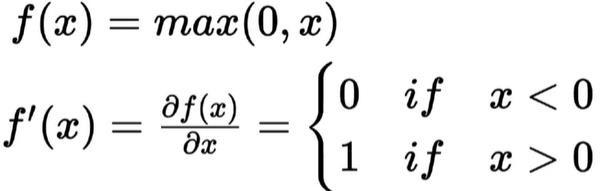 f(x) = max(0, x)
f′(x) = ∂f(x)/∂x = { 0 if x < 0
1 if x > 0